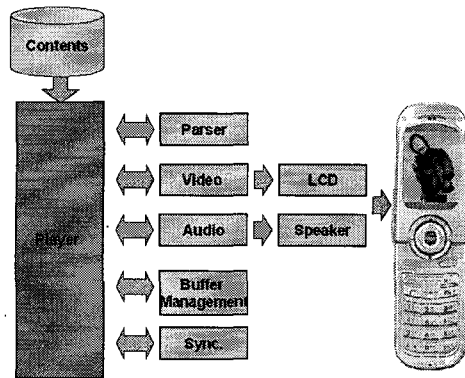 Contents
Player
Parser
Video
LCD
Audio
Speaker
Buffer
Management
Sync.